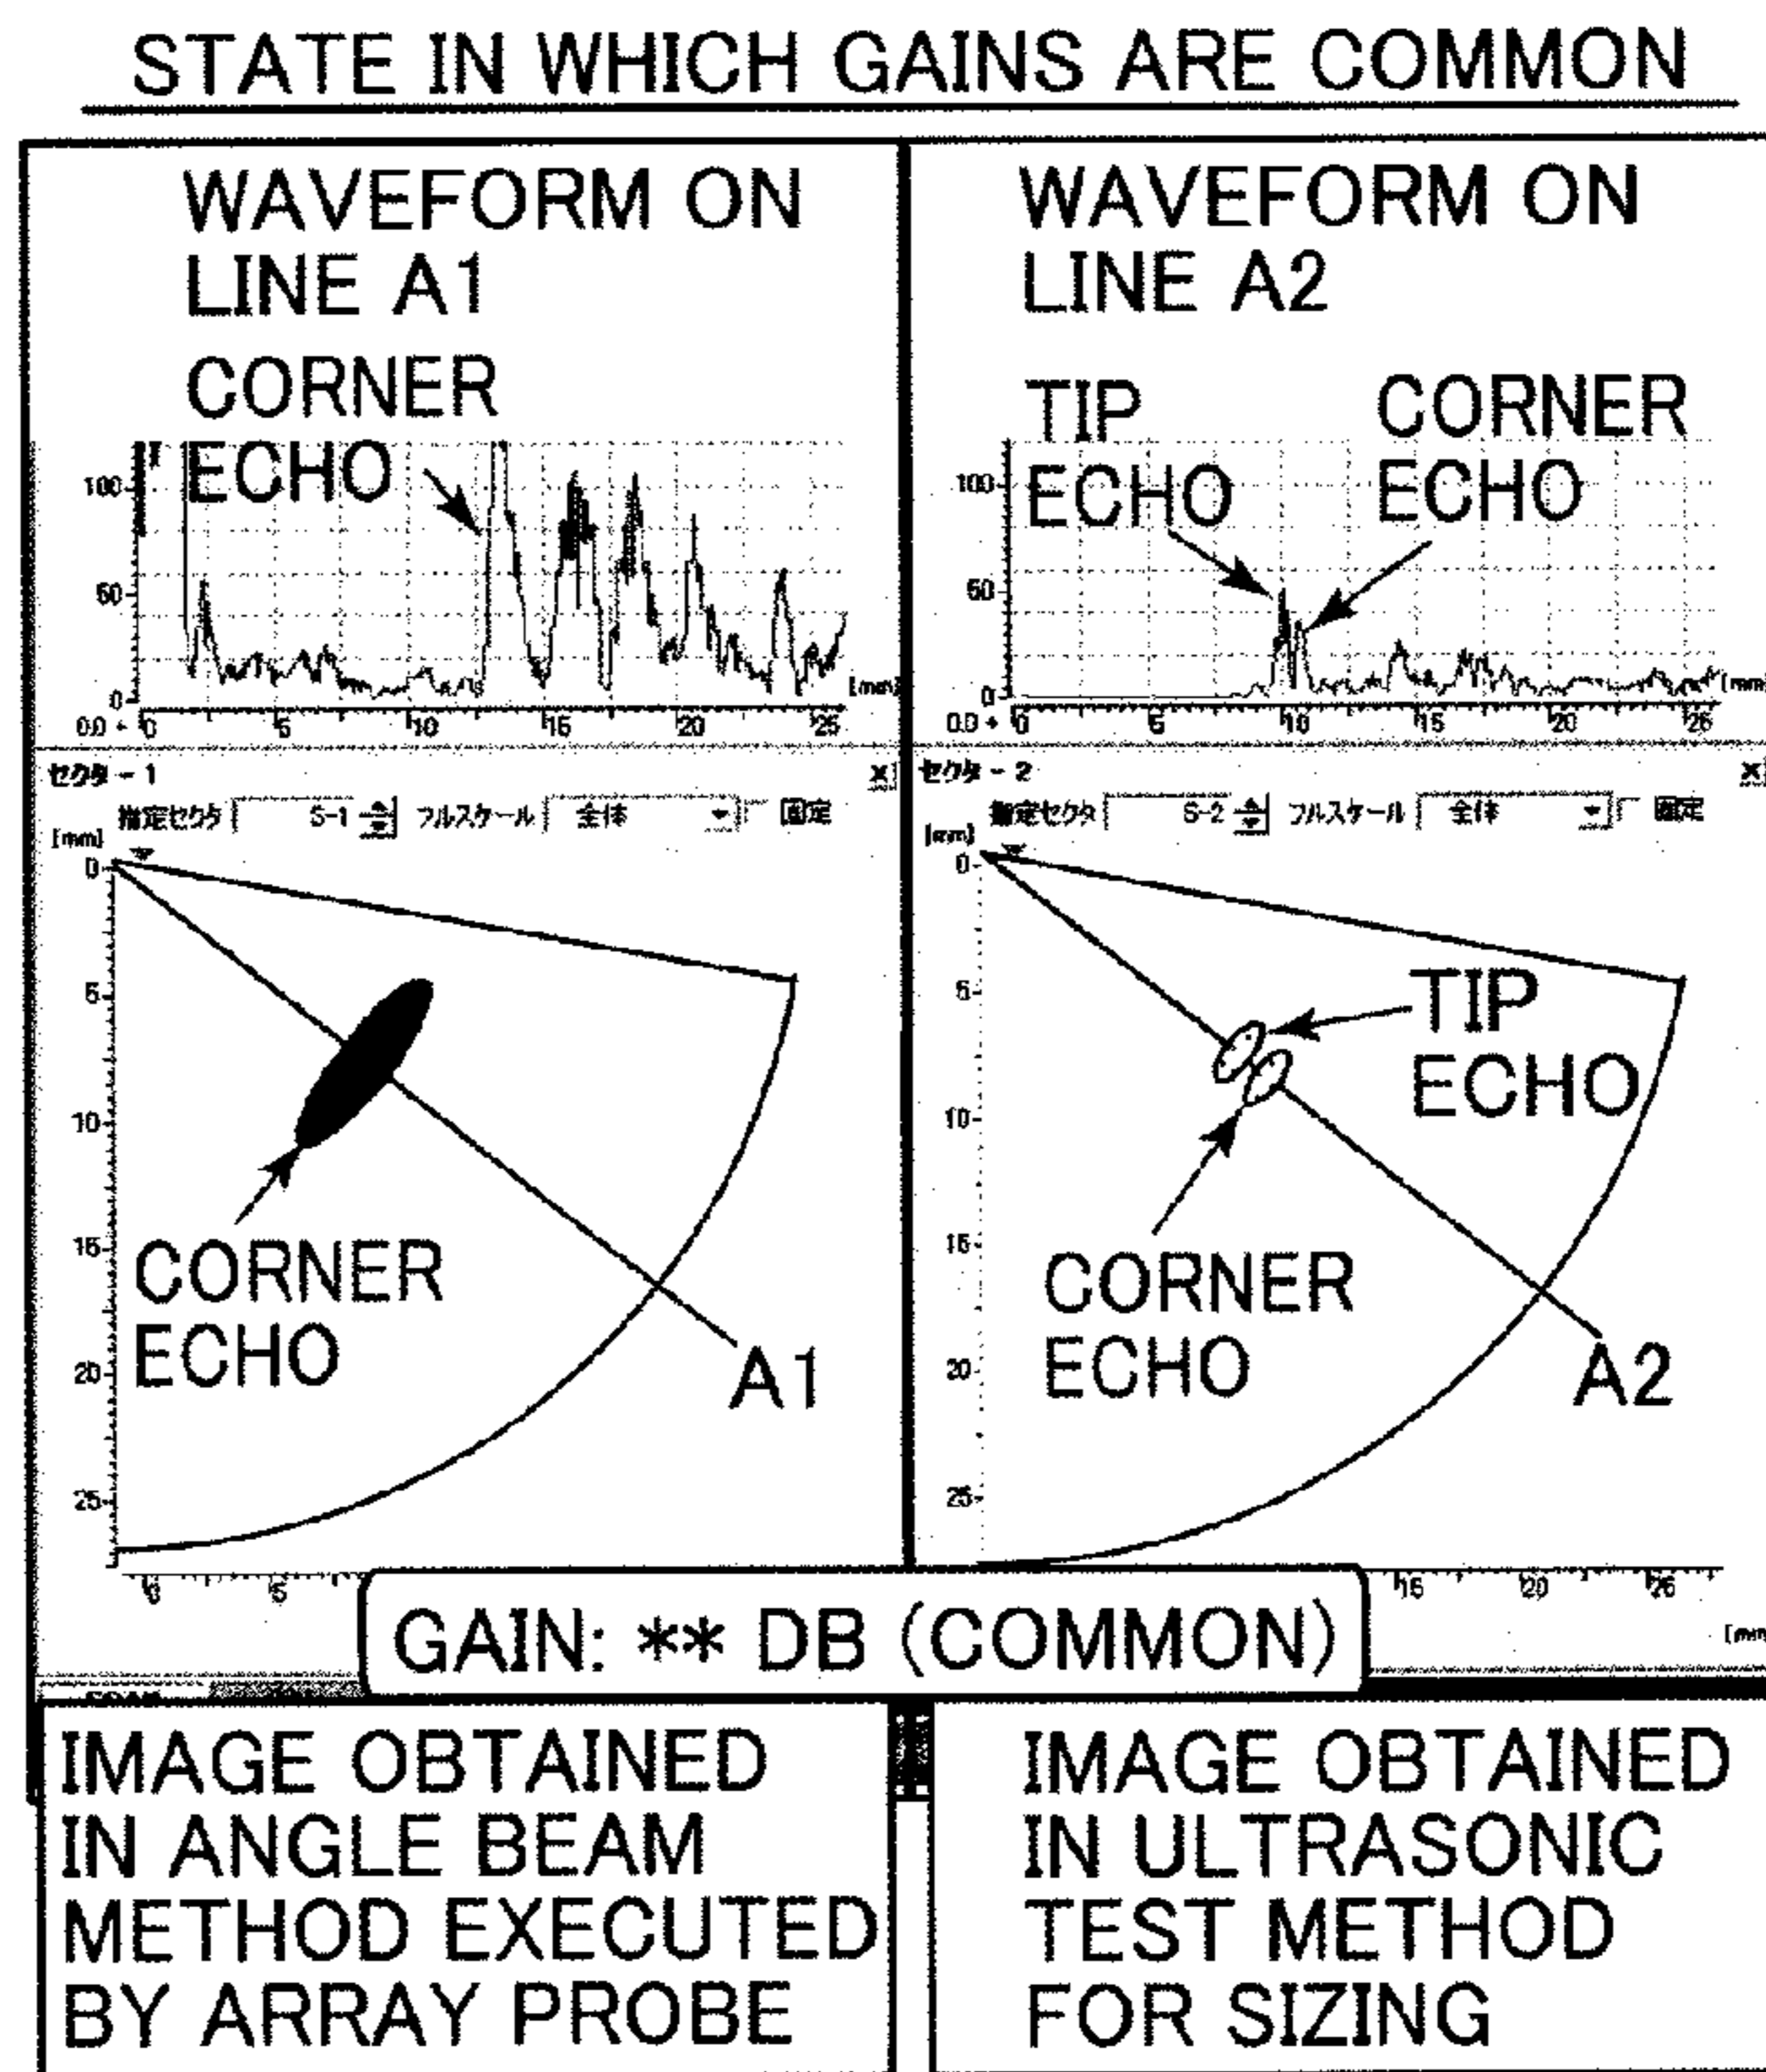 STATE IN WHICH GAINS ARE COMMON
WAVEFORM ON
LINE A1
CORNER
ECHO
100
50
0
[mm]
0.0 + 0 5 10 15 20 25
WAVEFORM ON
LINE A2
TIP
ECHO
CORNER
ECHO
100
50
0
[mm]
0.0 + 0 5 10 15 20 25
セクタ - 1
指定セクタ S-1 フルスケール 全体 固定
[mm]
0
5
10
15
20
25
CORNER
ECHO
A1
0 5
セクタ - 2
指定セクタ S-2 フルスケール 全体 固定
[mm]
0
5
10
15
20
25
TIP
ECHO
CORNER
ECHO
A2
15 20 25
[mm
GAIN: ** DB (COMMON)
IMAGE OBTAINED
IN ANGLE BEAM
METHOD EXECUTED
BY ARRAY PROBE
IMAGE OBTAINED
IN ULTRASONIC
TEST METHOD
FOR SIZING